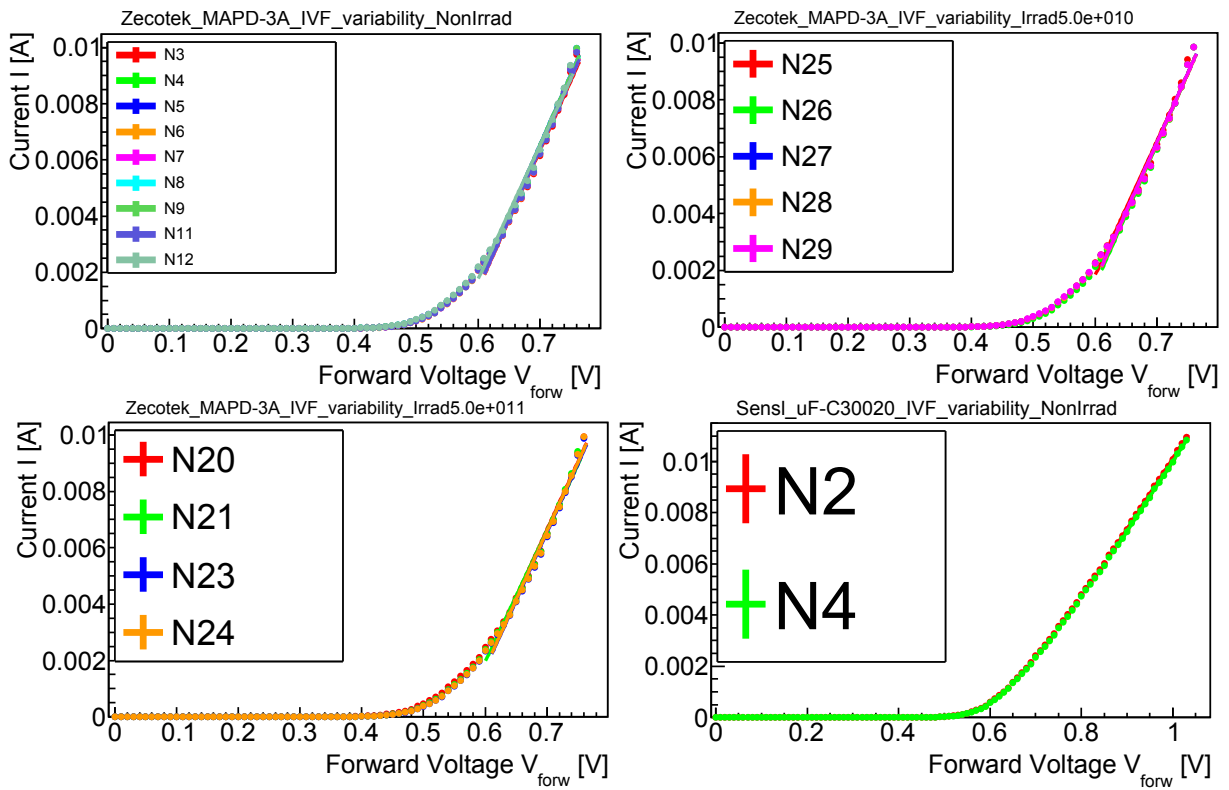 Zecotek_MAPD-3A_IVF_variability_NonIrrad
Current I [A]
0.01
0.008
0.006
0.004
0.002
0
N3
N4
N5
N6
N7
N8
N9
N11
N12
0 0.1 0.2 0.3 0.4 0.5 0.6 0.7
Forward Voltage V_forw [V]
Zecotek_MAPD-3A_IVF_variability_Irrad5.0e+010
Current I [A]
0.01
0.008
0.006
0.004
0.002
0
N25
N26
N27
N28
N29
0 0.1 0.2 0.3 0.4 0.5 0.6 0.7
Forward Voltage V_forw [V]
Zecotek_MAPD-3A_IVF_variability_Irrad5.0e+011
Current I [A]
0.01
0.008
0.006
0.004
0.002
0
N20
N21
N23
N24
0 0.1 0.2 0.3 0.4 0.5 0.6 0.7
Forward Voltage V_forw [V]
Sensl_uF-C30020_IVF_variability_NonIrrad
Current I [A]
0.01
0.008
0.006
0.004
0.002
0
N2
N4
0 0.2 0.4 0.6 0.8 1
Forward Voltage V_forw [V]